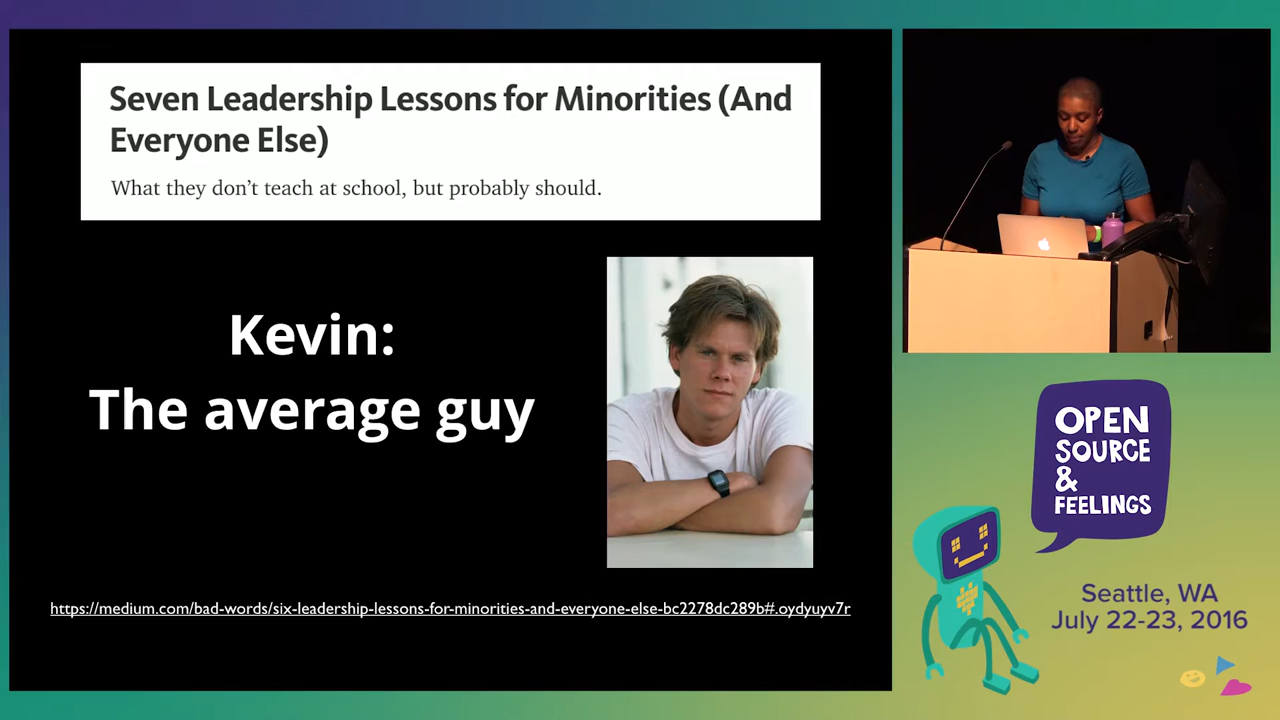 Seven Leadership Lessons for Minorities (And
Everyone Else)
What they don’t teach at school, but probably should.
Kevin:
The average guy
https://medium.com/bad-words/six-leadership-lessons-for-minorities-and-everyone-else-bc2278dc289b#.oydyuyv7r
OPEN
SOURCE
&
FEELINGS
Seattle, WA
July 22-23, 2016